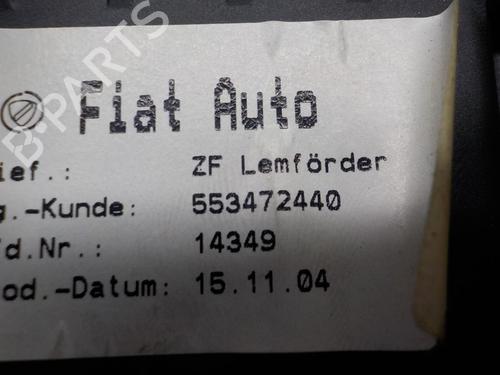 B-PARTS
Fiat Auto
ief.: ZF Lemförder
g.-Kunde: 553472440
d.Nr.: 14349
od.-Datum: 15.11.04